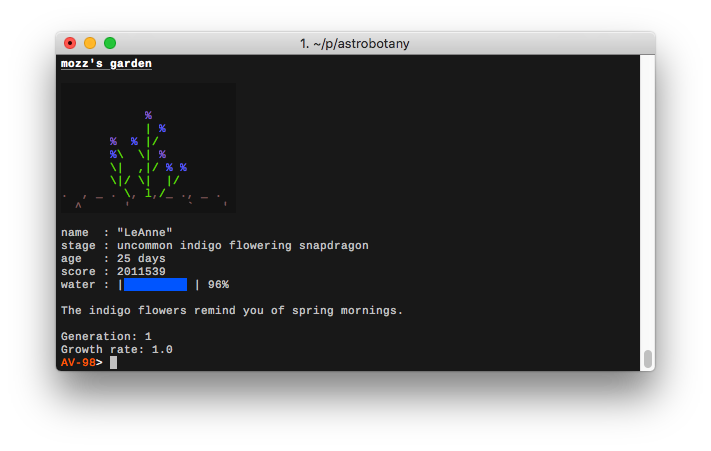 1. ~/p/astrobotany
mozz's garden
%
| %
% % |/
%\ \| %
\| ,|/ % %
\|/ \| |/
. , _ . \, l,/_ ., _ .
^ ' ` '
name : "LeAnne"
stage : uncommon indigo flowering snapdragon
age : 25 days
score : 2011539
water : | | 96%
The indigo flowers remind you of spring mornings.
Generation: 1
Growth rate: 1.0
AV-98>